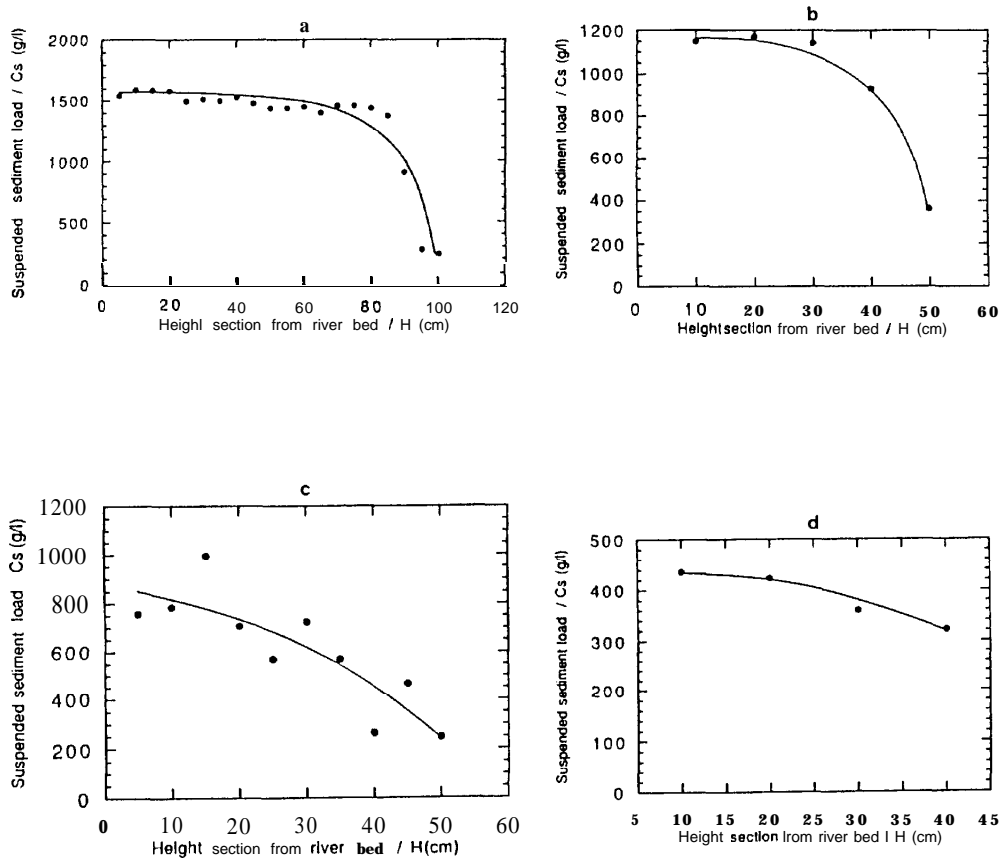 a
Suspended sediment load / Cs (g/l)
2000
1500
1000
500
0
0 20 40 60 80 100 120
Heighl section from river bed / H (cm)
b
Suspended sediment load / Cs (g/l)
1200
1000
800
600
400
1200
0
0 10 20 30 40 50 60
Heightsection from river bed / H (cm)
c
Suspended sediment load Cs (g/l)
1200
1000
800
600
400
200
0
0 10 20 30 40 50 60
Height section from river bed / H(cm)
d
Suspended sediment load / Cs (g/l)
500
400
300
200
100
0
5 10 15 20 25 30 35 40 45
Height section lrom river bed I H (cm)